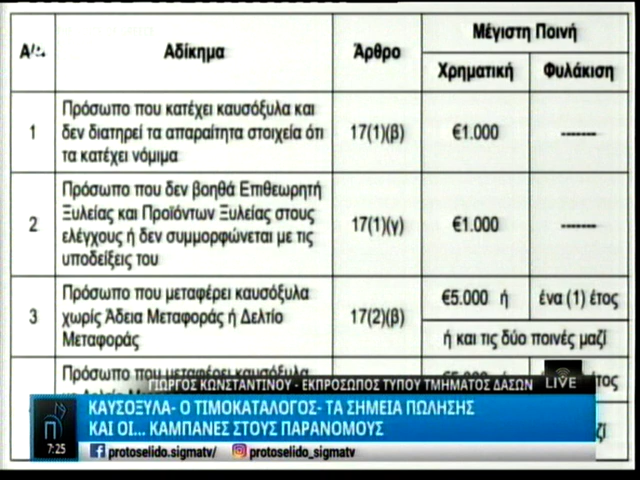 Α/Α
Αδίκημα
Άρθρο
Μέγιστη Ποινή
Χρηματική
Φυλάκιση
1
Πρόσωπο που κατέχει καυσόξυλα και
δεν διατηρεί τα απαραίτητα στοιχεία ότι
τα κατέχει νόμιμα
17(1)(β)
€1.000
-------
2
Πρόσωπο που δεν βοηθά Επιθεωρητή
Ξυλείας και Προϊόντων Ξυλείας στους
ελέγχους ή δεν συμμορφώνεται με τις
υποδείξεις του
17(1)(γ)
€1.000
-------
3
Πρόσωπο που μεταφέρει καυσόξυλα
χωρίς Άδεια Μεταφοράς ή Δελτίο
Μεταφοράς
17(2)(β)
€5.000 ή
ένα (1) έτος
ή και τις δύο ποινές μαζί
Πρόσωπο που μεταφέρει καυσόξυλα
ΓΙΩΡΓΟΣ ΚΩΝΣΤΑΝΤΙΝΟΥ - ΕΚΠΡΟΣΩΠΟΣ ΤΥΠΟΥ ΤΜΗΜΑΤΟΣ ΔΑΣΩΝ
LIVE
ΚΑΥΣΟΞΥΛΑ- Ο ΤΙΜΟΚΑΤΑΛΟΓΟΣ- ΤΑ ΣΗΜΕΙΑ ΠΩΛΗΣΗΣ
ΚΑΙ ΟΙ... ΚΑΜΠΑΝΕΣ ΣΤΟΥΣ ΠΑΡΑΝΟΜΟΥΣ
7:25
protoselido.sigmatv/
protoselido_sigmatv